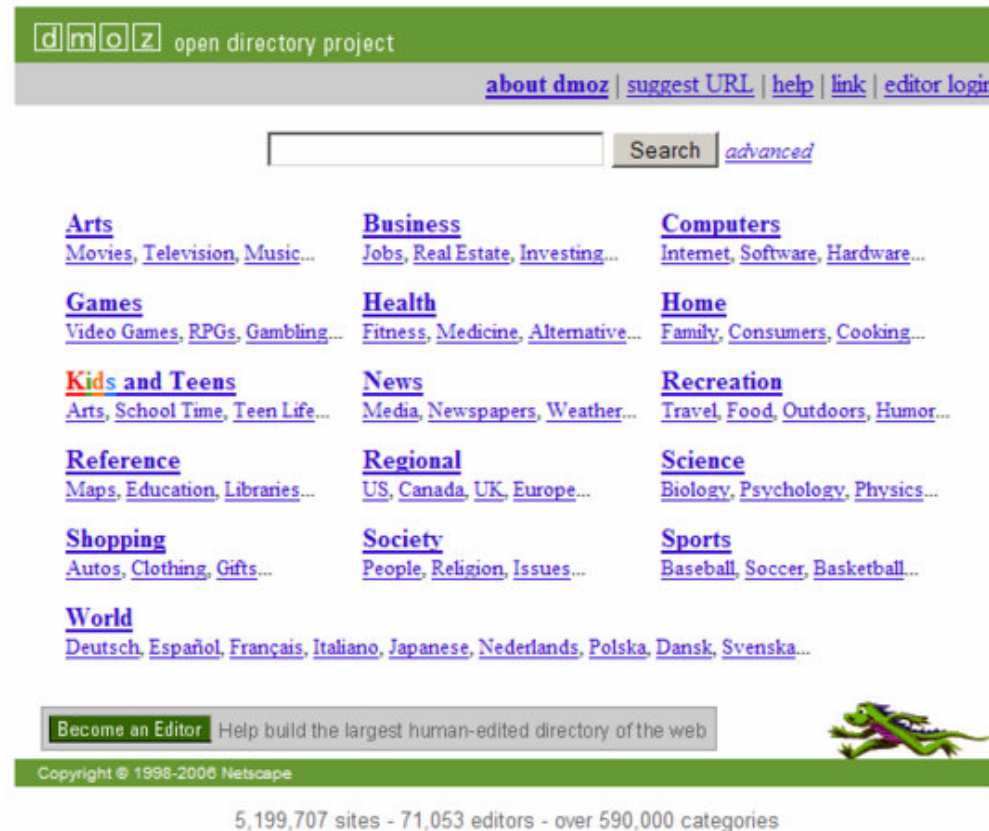 dmoz open directory project
about dmoz | suggest URL | help | link | editor login
Search advanced
Arts Business Computers
Movies, Television, Music... Jobs, Real Estate, Investing... Internet, Software, Hardware...
Games Health Home
Video Games, RPGs, Gambling... Fitness, Medicine, Alternative... Family, Consumers, Cooking...
Kids and Teens News Recreation
Arts, School Time, Teen Life... Media, Newspapers, Weather... Travel, Food, Outdoors, Humor...
Reference Regional Science
Maps, Education, Libraries... US, Canada, UK, Europe... Biology, Psychology, Physics...
Shopping Society Sports
Autos, Clothing, Gifts... People, Religion, Issues... Baseball, Soccer, Basketball...
World
Deutsch, Español, Français, Italiano, Japanese, Nederlands, Polska, Dansk, Svenska...
Become an Editor Help build the largest human-edited directory of the web
Copyright © 1998-2006 Netscape
5,199,707 sites - 71,053 editors - over 590,000 categories